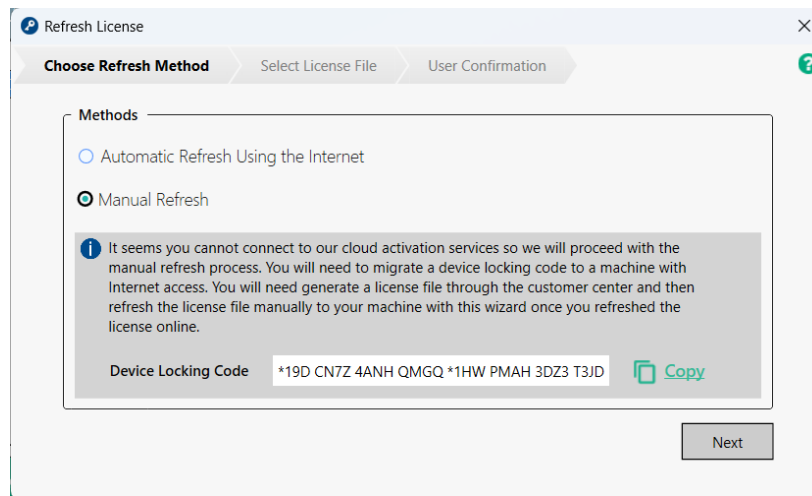 Refresh License
Choose Refresh Method
Select License File
User Confirmation
Methods
Automatic Refresh Using the Internet
Manual Refresh
It seems you cannot connect to our cloud activation services so we will proceed with the
manual refresh process. You will need to migrate a device locking code to a machine with
Internet access. You will need generate a license file through the customer center and then
refresh the license file manually to your machine with this wizard once you refreshed the
license online.
Device Locking Code
*19D CN7Z 4ANH QMGQ *1HW PMAH 3DZ3 T3JD
Copy
Next